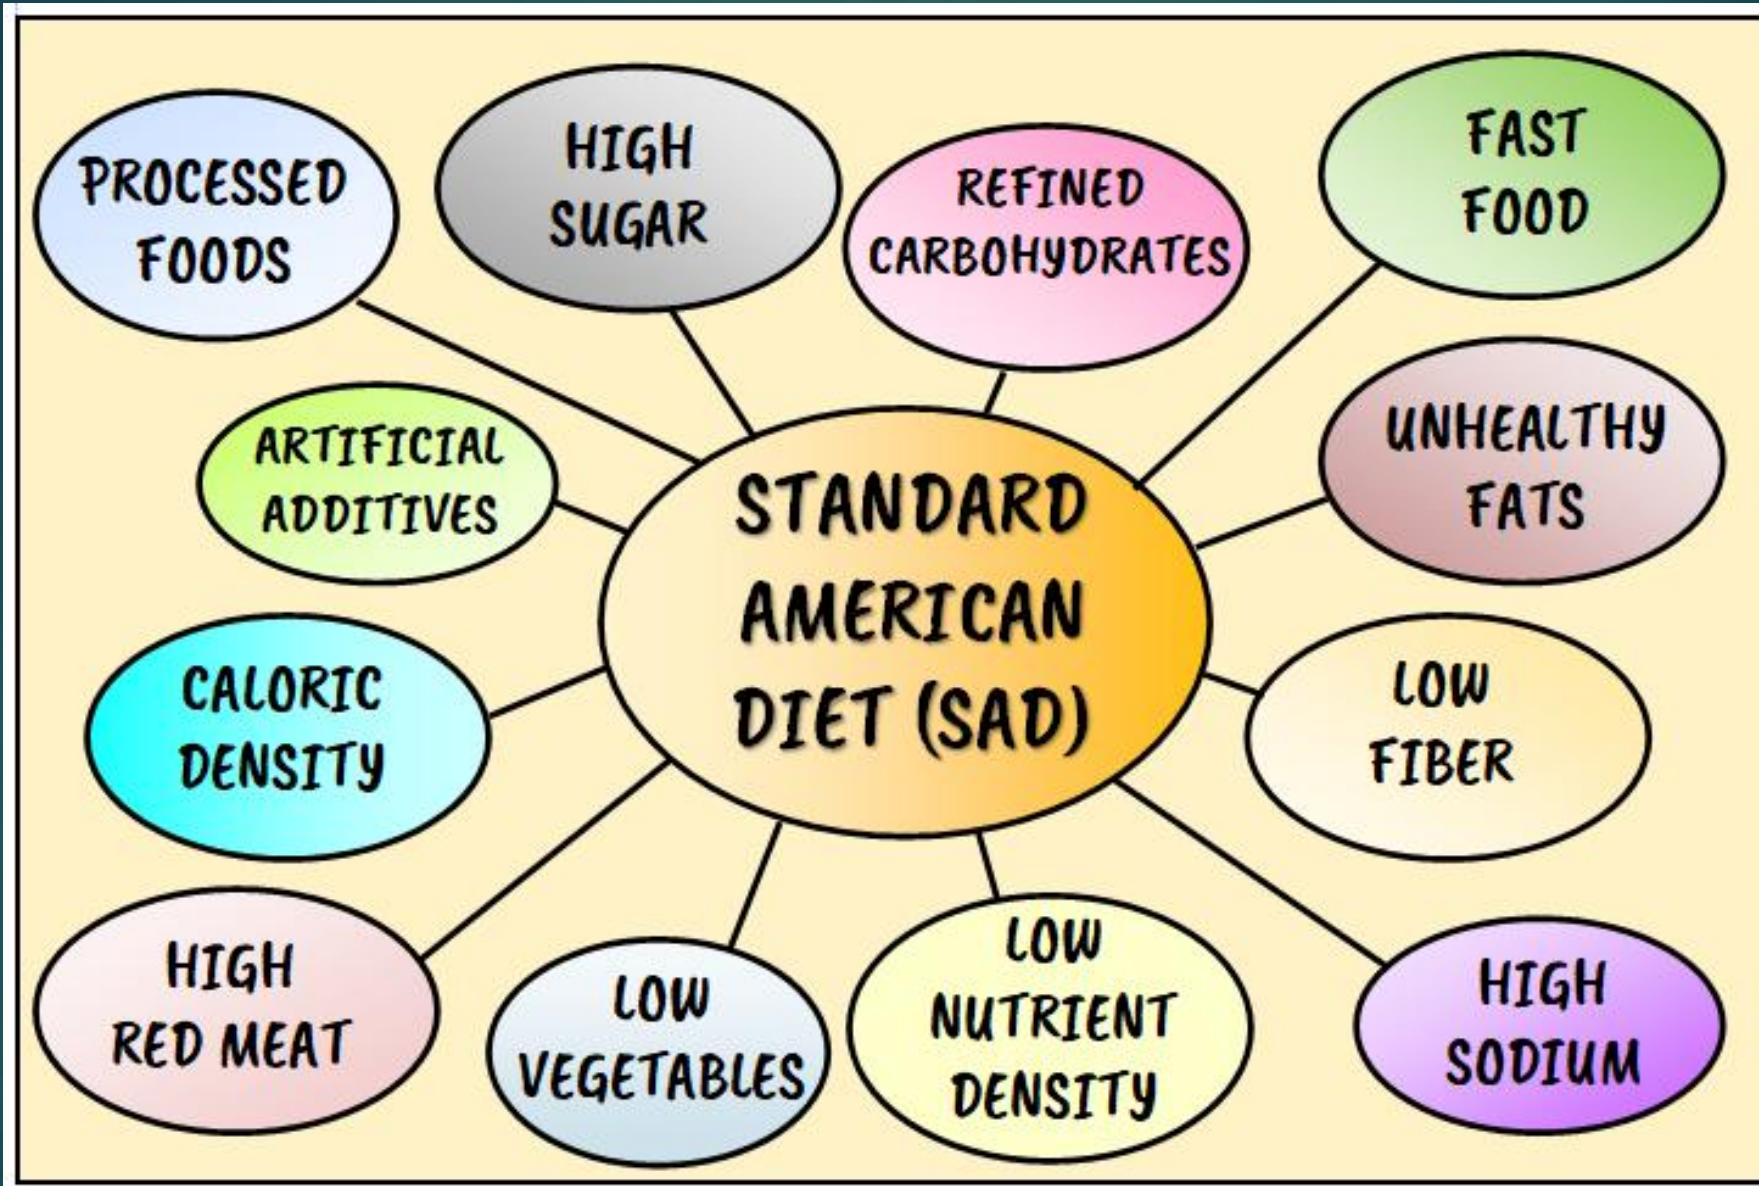 PROCESSED
FOODS
HIGH
SUGAR
REFINED
CARBOHYDRATES
FAST
FOOD
ARTIFICIAL
ADDITIVES
STANDARD
AMERICAN
DIET (SAD)
UNHEALTHY
FATS
CALORIC
DENSITY
LOW
FIBER
HIGH
RED MEAT
LOW
VEGETABLES
LOW
NUTRIENT
DENSITY
HIGH
SODIUM